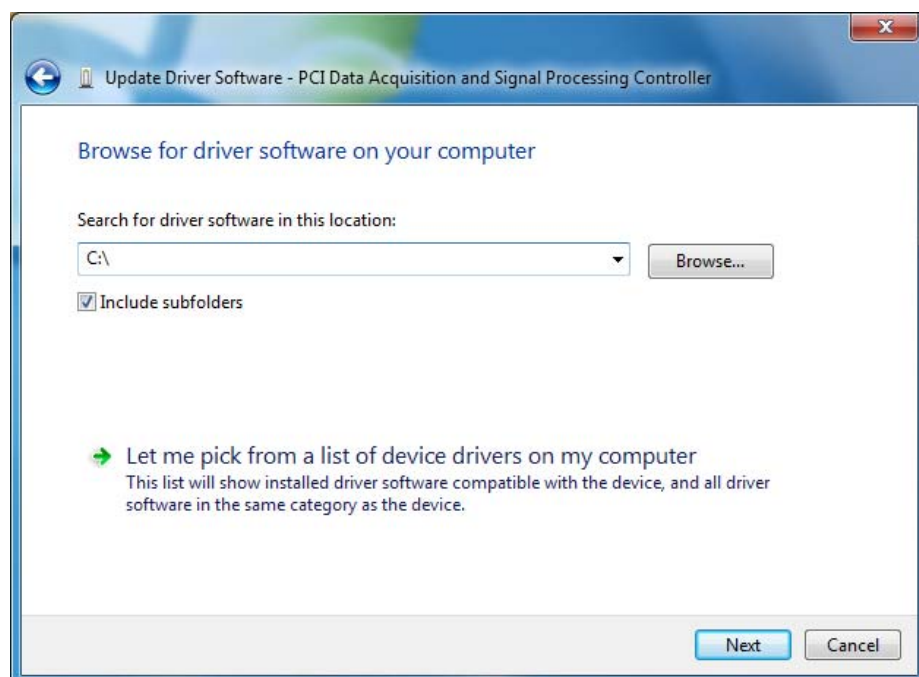 Update Driver Software - PCI Data Acquisition and Signal Processing Controller
Browse for driver software on your computer
Search for driver software in this location:
C:\
Browse...
Include subfolders
Let me pick from a list of device drivers on my computer
This list will show installed driver software compatible with the device, and all driver
software in the same category as the device.
Next
Cancel